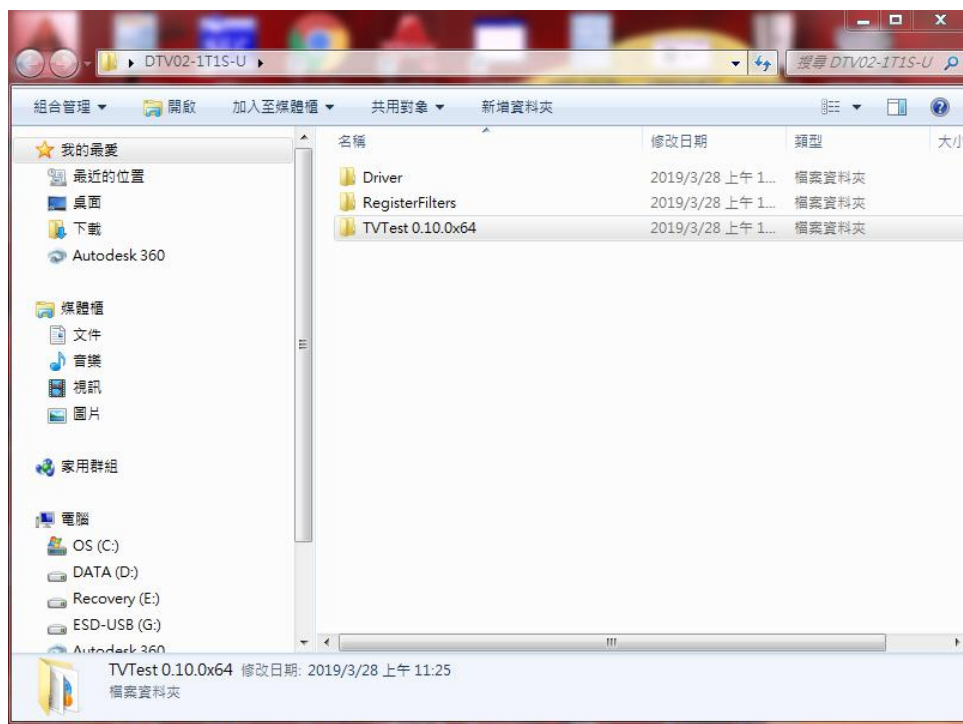 DTV02-1T1S-U
搜尋 DTV02-1T1S-U
組合管理 開啟 加入至媒體櫃 共用對象 新增資料夾
名稱 修改日期 類型 大小
我的最愛
最近的位置
桌面
下載
Autodesk 360
媒體櫃
文件
音樂
視訊
圖片
家用群組
電腦
OS (C:)
DATA (D:)
Recovery (E:)
ESD-USB (G:)
Autodesk 360
Driver 2019/3/28 上午 1... 檔案資料夾
RegisterFilters 2019/3/28 上午 1... 檔案資料夾
TVTest 0.10.0x64 2019/3/28 上午 1... 檔案資料夾
TVTest 0.10.0x64 修改日期: 2019/3/28 上午 11:25
檔案資料夾